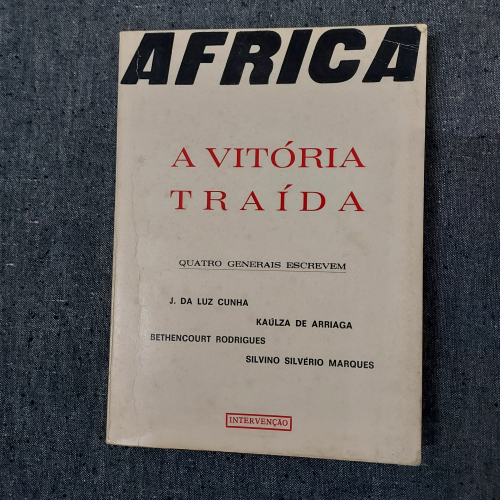 AFRICA
A VITÓRIA
TRAÍDA
QUATRO GENERAIS ESCREVEM
J. DA LUZ CUNHA
KAÚLZA DE ARRIAGA
BETHENCOURT RODRIGUES
SILVINO SILVÉRIO MARQUES
INTERVENÇÃO